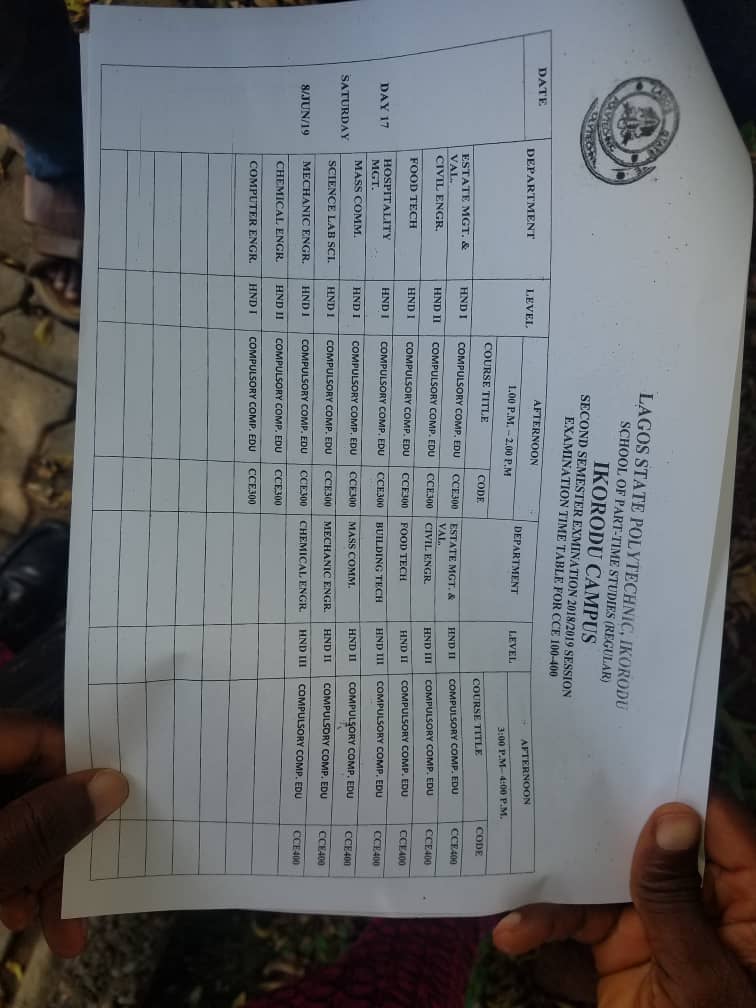 LAGOS STATE POLYTECHNIC, IKORODU
SCHOOL OF PART-TIME STUDIES (REGULAR)
IKORODU CAMPUS
SECOND SEMESTER EXMINATION 2018/2019 SESSION
EXAMINATION TIME TABLE FOR CCE 100-400
DATE DEPARTMENT LEVEL AFTERNOON DEPARTMENT LEVEL AFTERNOON
1.00 P.M. – 2.00 P.M 3:00 P.M– 4:00 P.M.
COURSE TITLE CODE COURSE TITLE CODE
DAY 17
SATURDAY
8/JUN/19
ESTATE MGT. & VAL. HND I COMPULSORY COMP. EDU CCE300 ESTATE MGT. & VAL. HND II COMPULSORY COMP. EDU CCE400
CIVIL ENGR. HND II COMPULSORY COMP. EDU CCE300 CIVIL ENGR. HND III COMPULSORY COMP. EDU CCE400
FOOD TECH HND I COMPULSORY COMP. EDU CCE300 FOOD TECH HND II COMPULSORY COMP. EDU CCE400
HOSPITALITY MGT. HND I COMPULSORY COMP. EDU CCE300 BUILDING TECH HND III COMPULSORY COMP. EDU CCE400
MASS COMM. HND I COMPULSORY COMP. EDU CCE300 MASS COMM. HND II COMPULSORY COMP. EDU CCE400
SCIENCE LAB SCI. HND I COMPULSORY COMP. EDU CCE300 MECHANIC ENGR. HND II COMPULSORY COMP. EDU CCE400
MECHANIC ENGR. HND I COMPULSORY COMP. EDU CCE300 CHEMICAL ENGR. HND III COMPULSORY COMP. EDU CCE400
CHEMICAL ENGR. HND II COMPULSORY COMP. EDU CCE300
COMPUTER ENGR. HND I COMPULSORY COMP. EDU CCE300